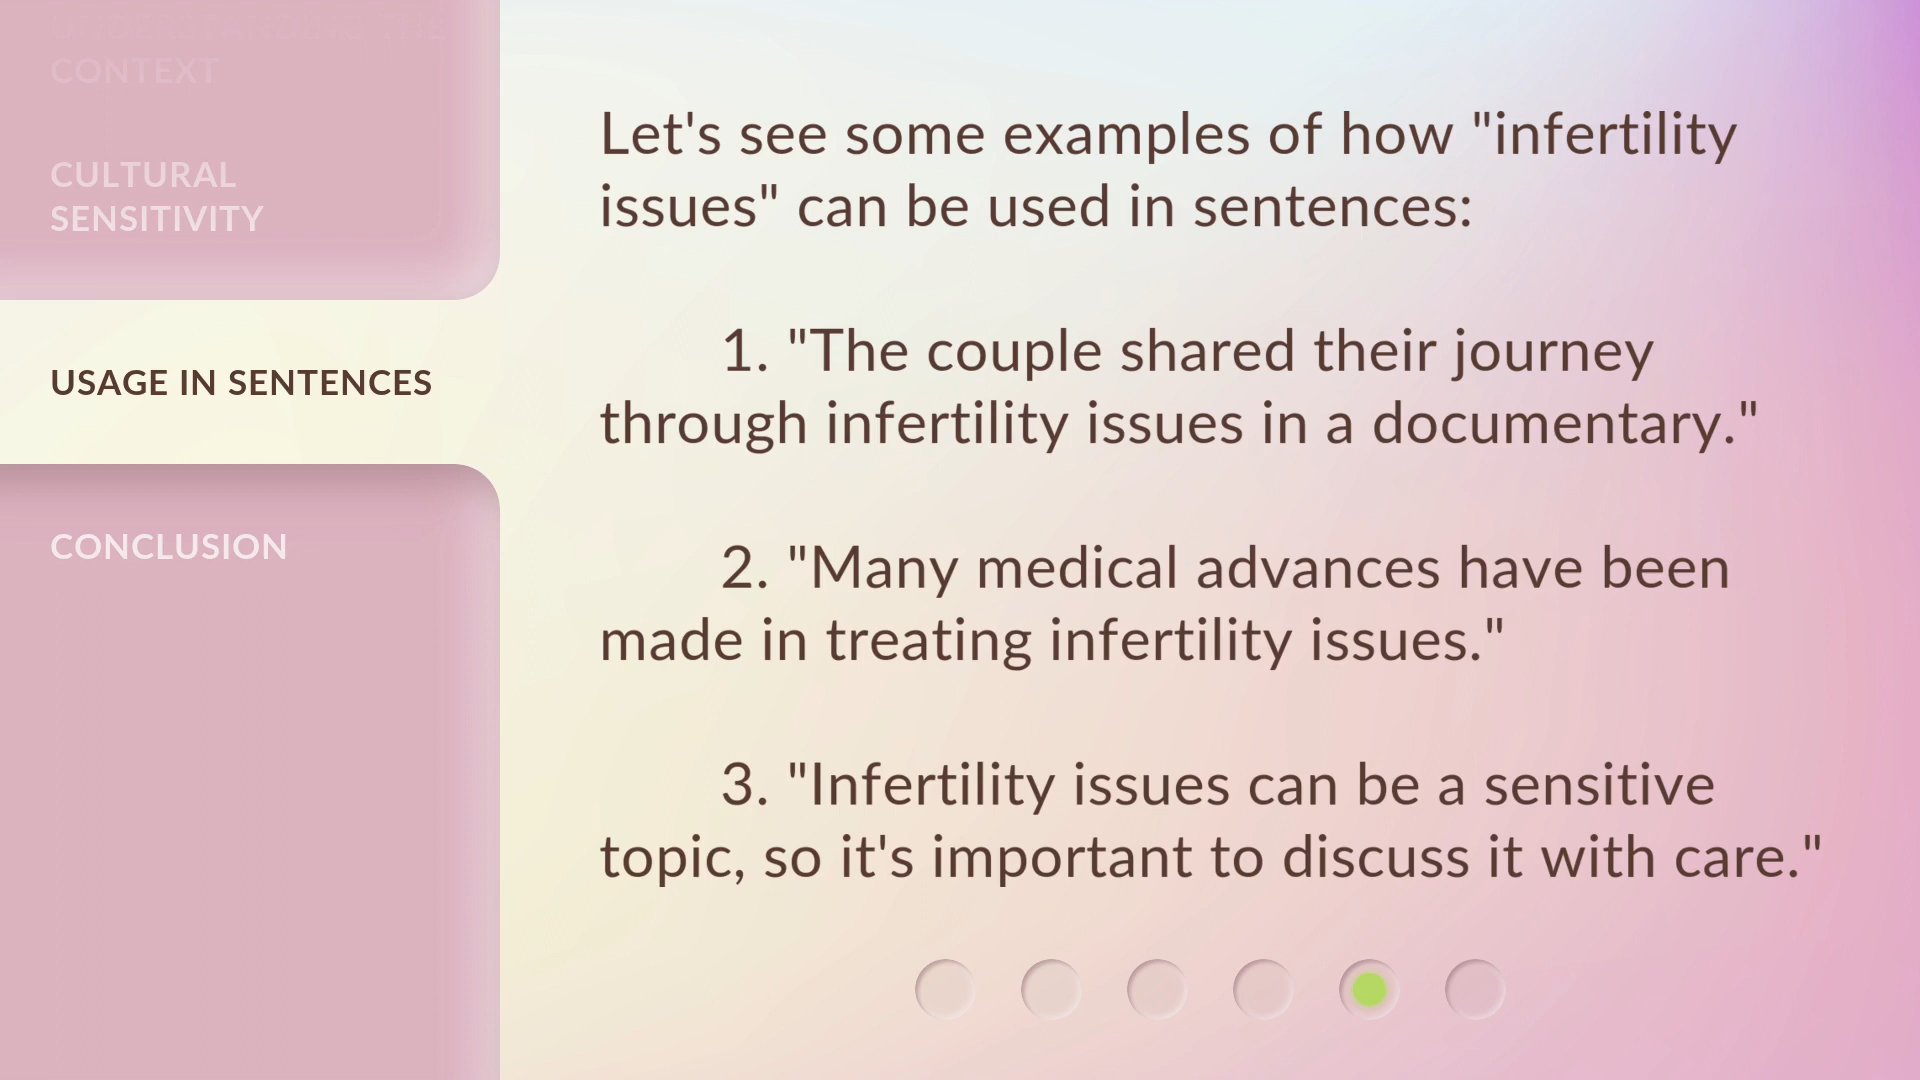 UNDERSTANDING THE
CONTEXT
CULTURAL
SENSITIVITY
USAGE IN SENTENCES
CONCLUSION
Let's see some examples of how "infertility
issues" can be used in sentences:
1. "The couple shared their journey
through infertility issues in a documentary."
2. "Many medical advances have been
made in treating infertility issues."
3. "Infertility issues can be a sensitive
topic, so it's important to discuss it with care."